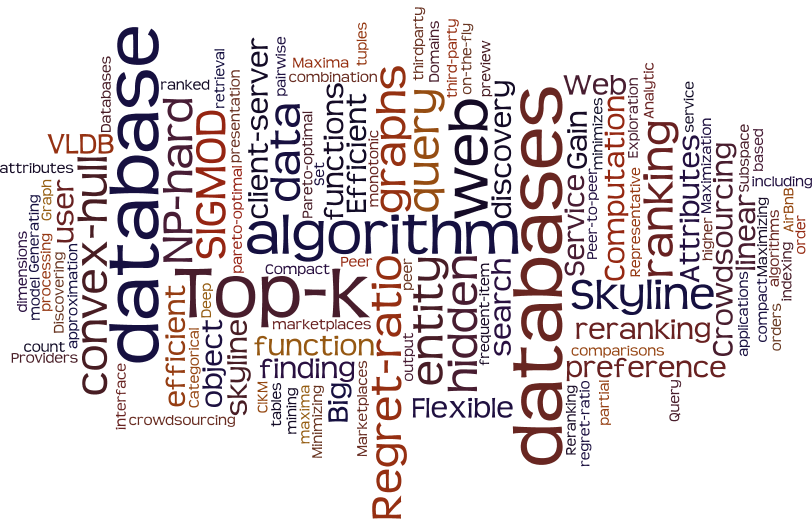 Databases
database
ranked
retrieval
client-server
pairwise
Maxima
combination
tuples
thirdparty
Domains
third-party
on-the-fly
preview
VLDB
NP-hard
SIGMOD
presentation
data
Pareto-optimal
Set
functions
Efficient
monotonic
graphs
query
web
discovery
databases
Web
Gain
minimizes
Computation
Exploration
Analytic
service
attributes
convex-hull
user
Graph
Generating
pareto-optimal
algorithm
Service
Peer-to-peer
Representative
ranking
Attributes
higher
Maximization
Crowdsourcing
linear
Subspace
based
including
dimensions
model
processing
Discovering
approximation
Top-k
Compact
Peer
peer
Regret-ratio
entity
hidden
frequent-item
search
Skyline
applications
compact
Maximizing
algorithms
indexing
AirBnB
orders
order
count
Providers
efficient
Categorical
Deep
object
skyline
marketplaces
function
output
reranking
comparisons
preference
interface
crowdsourcing
finding
CIKM
tables
mining
maxima
Minimizing
Bigg
Marketplaces
Flexible
Reranking
regret-ratio
partial
Query